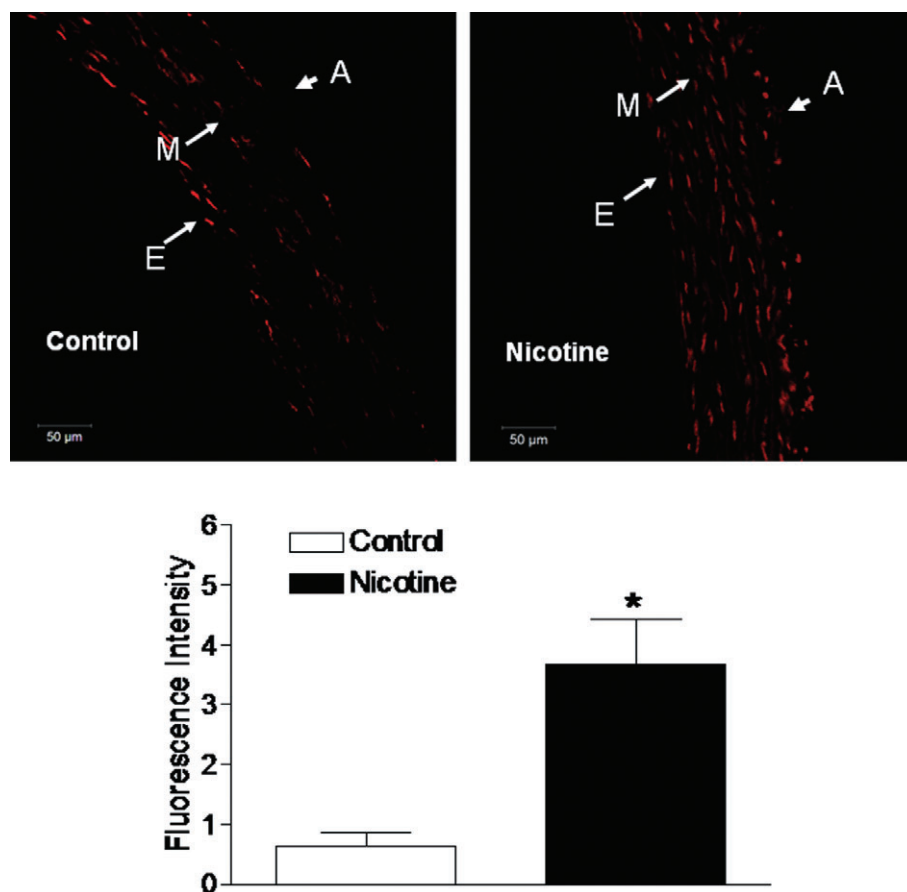 A
M
E
Control
50 µm
A
M
E
Nicotine
50 µm
Fluorescence Intensity
6
5
4
3
2
1
0
Control
Nicotine
*